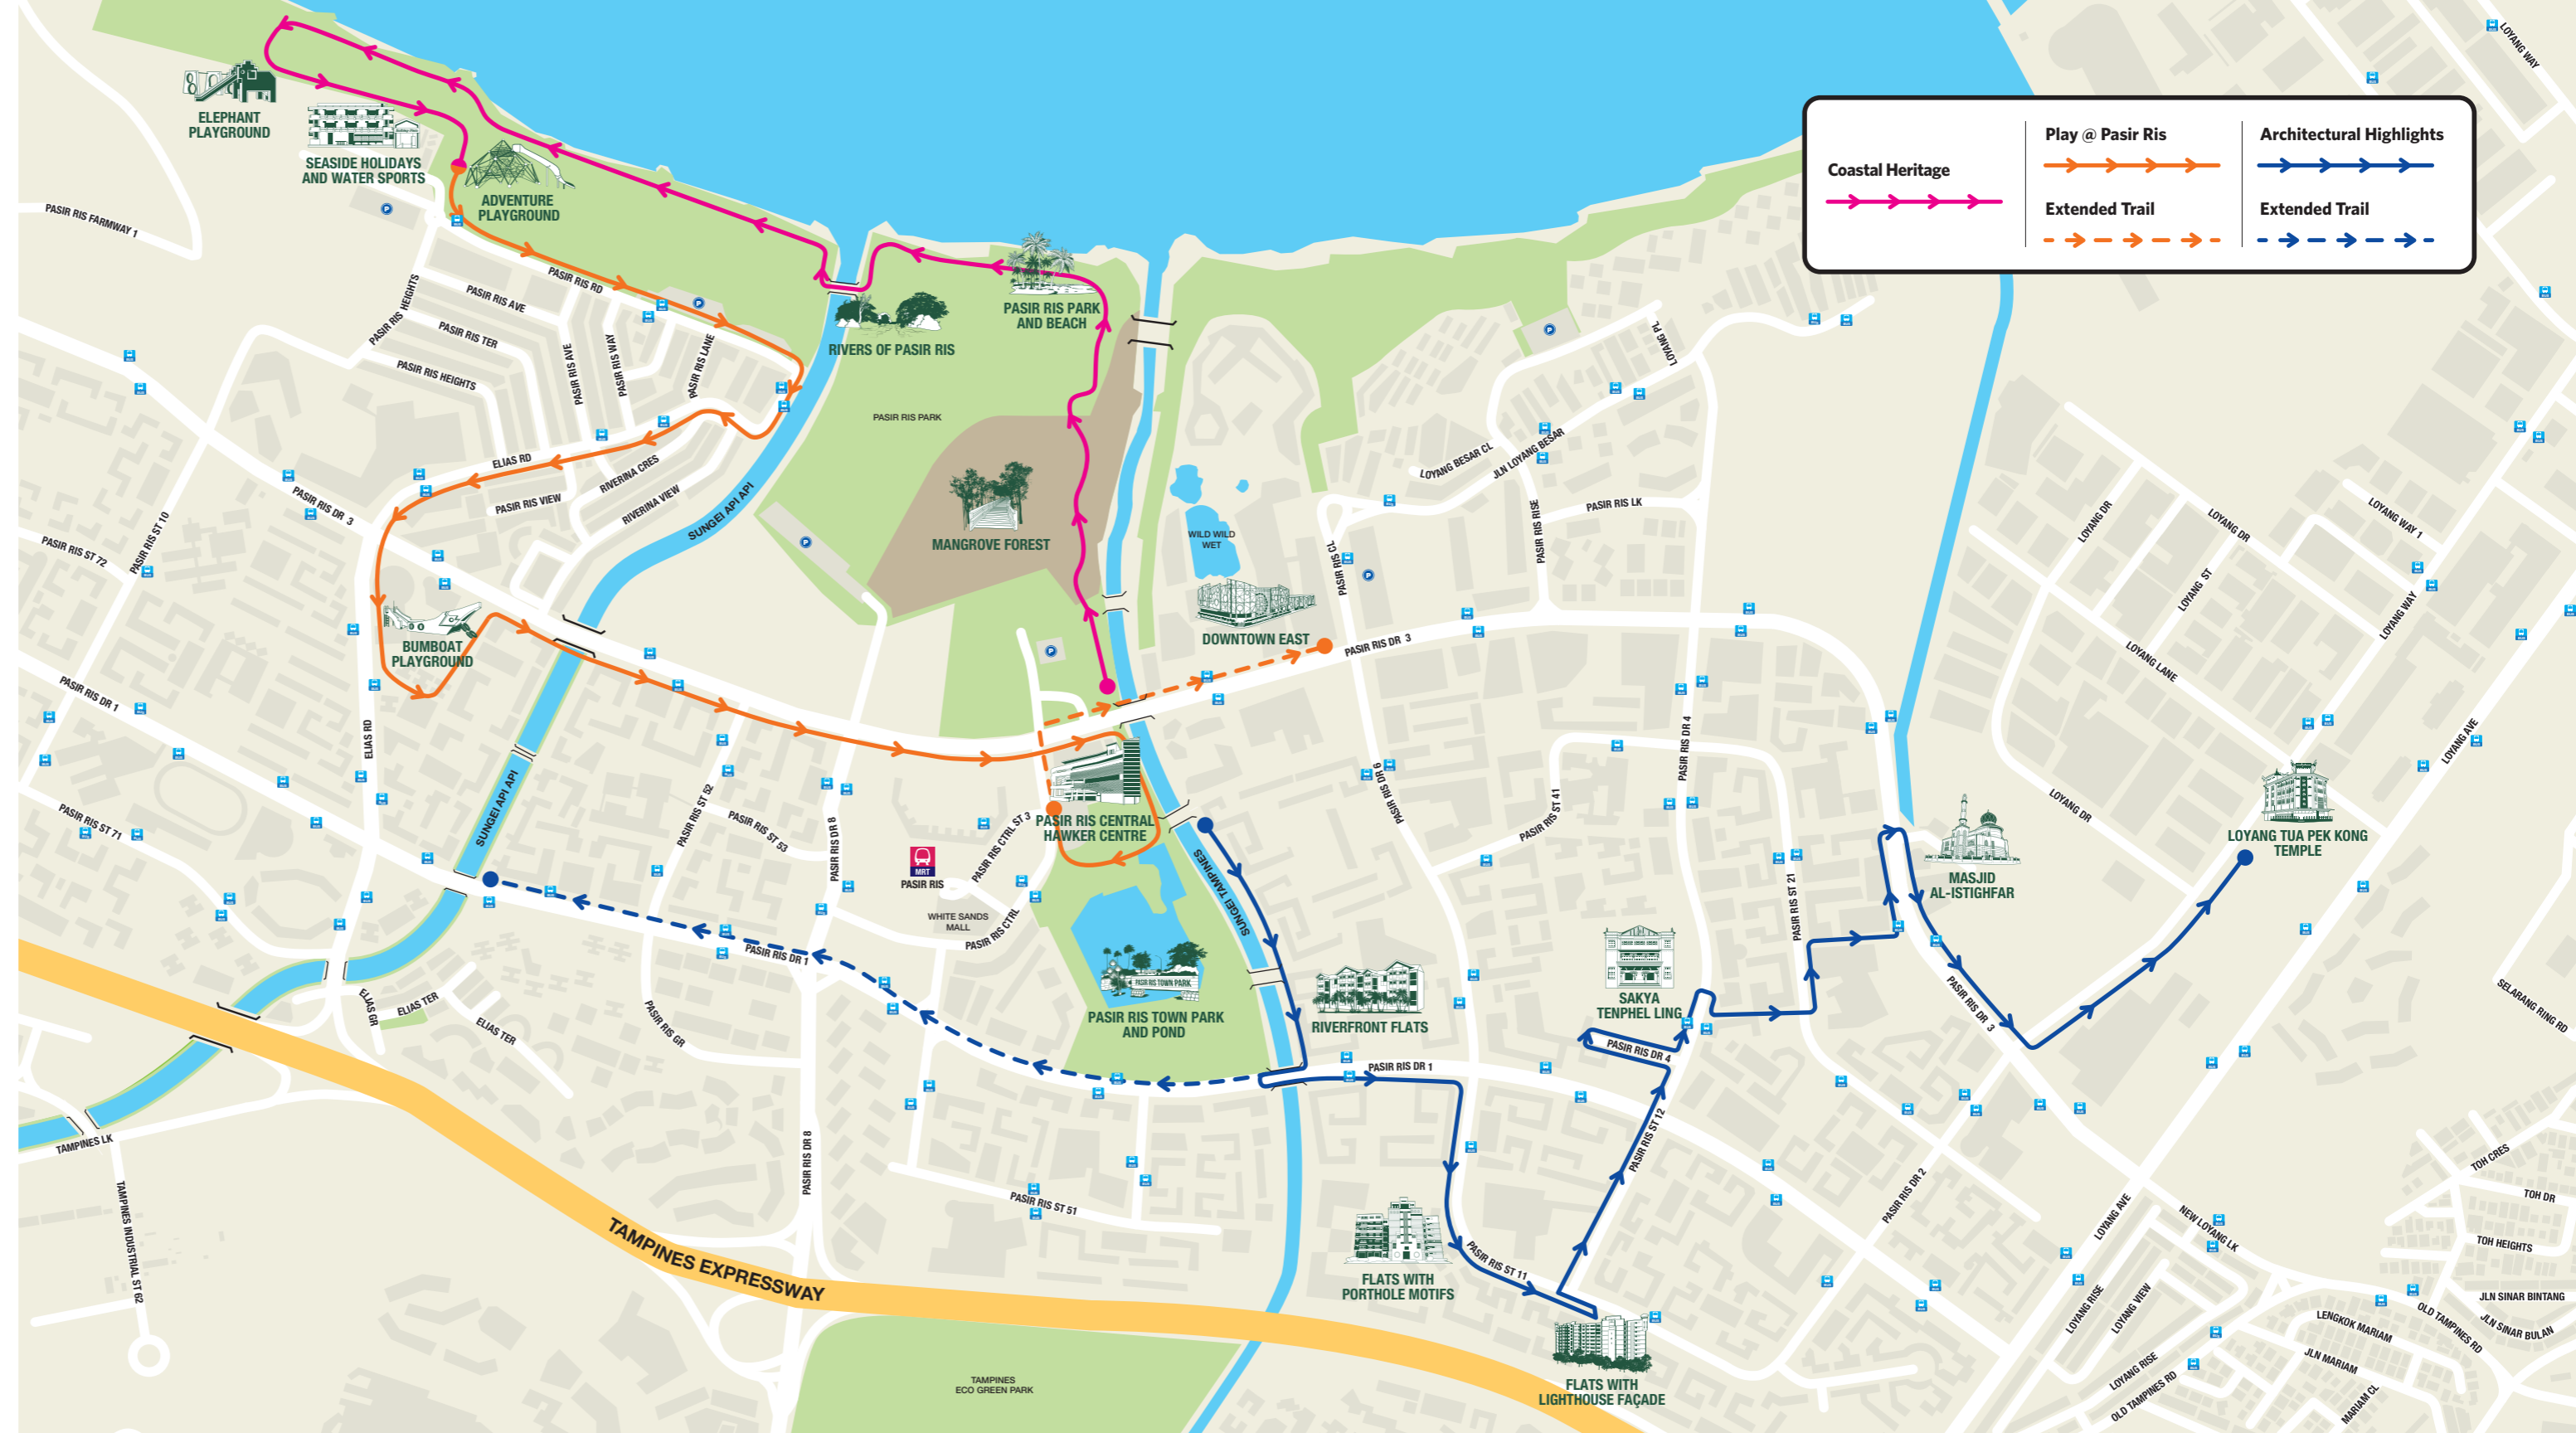 LOYANG WAY
Coastal Heritage
Play @ Pasir Ris
Extended Trail
Architectural Highlights
Extended Trail
ELEPHANT
PLAYGROUND
SEASIDE HOLIDAYS
AND WATER SPORTS
ADVENTURE
PLAYGROUND
PASIR RIS FARMWAY 1
P
PASIR RIS RD
P
PASIR RIS HEIGHTS
PASIR RIS AVE
PASIR RIS TER
PASIR RIS HEIGHTS
PASIR RIS AVE
PASIR RIS WAY
PASIR RIS LANE
RIVERS OF PASIR RIS
PASIR RIS PARK
AND BEACH
P
LOYANG PL
PASIR RIS PARK
ELIAS RD
PASIR RIS VIEW
RIVERINA CRES
RIVERINA VIEW
SUNGEI API API
PASIR RIS DR 3
PASIR RIS ST 10
PASIR RIS ST 72
P
MANGROVE FOREST
WILD WILD
WET
LOYANG BESAR CL
JLN LOYANG BESAR
PASIR RIS RISE
PASIR RIS LK
PASIR RIS CL
P
LOYANG DR
LOYANG DR
LOYANG WAY 1
LOYANG ST
LOYANG WAY
LOYANG LANE
BUMBOAT
PLAYGROUND
P
DOWNTOWN EAST
PASIR RIS DR 3
PASIR RIS DR 1
ELIAS RD
PASIR RIS ST 71
SUNGEI API API
PASIR RIS ST 52
PASIR RIS ST 53
PASIR RIS DR 8
MRT
PASIR RIS
PASIR RIS CTRL ST 3
PASIR RIS CENTRAL
HAWKER CENTRE
PASIR RIS DR 6
PASIR RIS ST 41
PASIR RIS DR 4
PASIR RIS ST 21
LOYANG AVE
LOYANG DR
MASJID
AL-ISTIGHFAR
LOYANG TUA PEK KONG
TEMPLE
WHITE SANDS
MALL
PASIR RIS CTRL
SUNGEI TAMPINES
PASIR RIS DR 1
PASIR RIS TOWN PARK
PASIR RIS TOWN PARK
AND POND
RIVERFRONT FLATS
SAKYA
TENPHEL LING
PASIR RIS DR 3
SELARANG RING RD
ELIAS GR
ELIAS TER
ELIAS TER
PASIR RIS GR
PASIR RIS DR 4
PASIR RIS DR 1
PASIR RIS ST 12
TAMPINES LK
TAMPINES INDUSTRIAL ST 62
PASIR RIS DR 8
PASIR RIS ST 51
PASIR RIS DR 2
LOYANG AVE
NEW LOYANG LK
TOH CRES
TOH DR
TOH HEIGHTS
TAMPINES EXPRESSWAY
FLATS WITH
PORTHOLE MOTIFS
PASIR RIS ST 11
LOYANG RISE
LOYANG VIEW
JLN SINAR BINTANG
JLN SINAR BULAN
OLD TAMPINES RD
LENGKOK MARIAM
JLN MARIAM
MARIAM CL
LOYANG RISE
OLD TAMPINES RD
TAMPINES
ECO GREEN PARK
FLATS WITH
LIGHTHOUSE FAÇADE